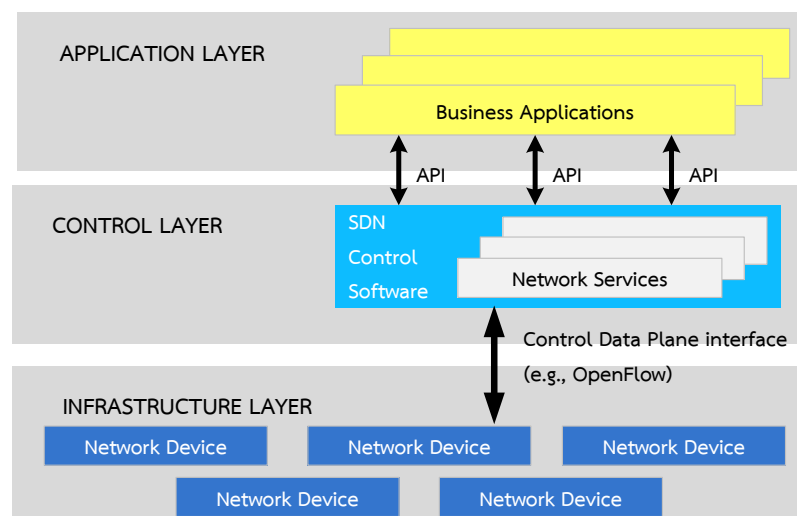 APPLICATION LAYER
Business Applications
API API API
CONTROL LAYER
SDN
Control
Software
Network Services
Control Data Plane interface
(e.g., OpenFlow)
INFRASTRUCTURE LAYER
Network Device Network Device Network Device
Network Device Network Device